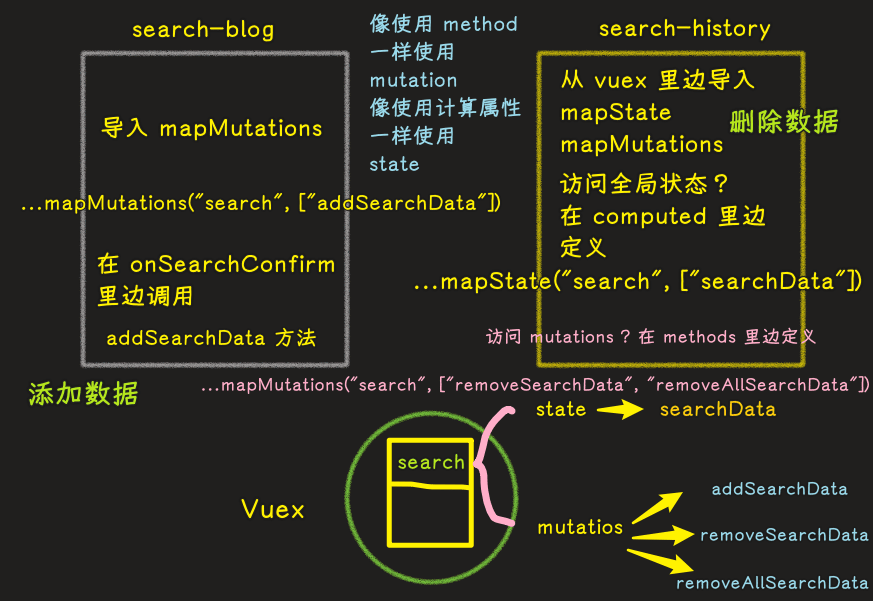 search-blog
导入 mapMutations
...mapMutations("search", ["addSearchData"])
在 onSearchConfirm
里边调用
addSearchData 方法
添加数据
像使用 method
一样使用
mutation
像使用计算属性
一样使用
state
search-history
从 vuex 里边导入
mapState
mapMutations
删除数据
访问全局状态？
在 computed 里边
定义
...mapState("search", ["searchData"])
访问 mutations ? 在 methods 里边定义
...mapMutations("search", ["removeSearchData", "removeAllSearchData"])
Vuex
search
state
searchData
mutatios
addSearchData
removeSearchData
removeAllSearchData